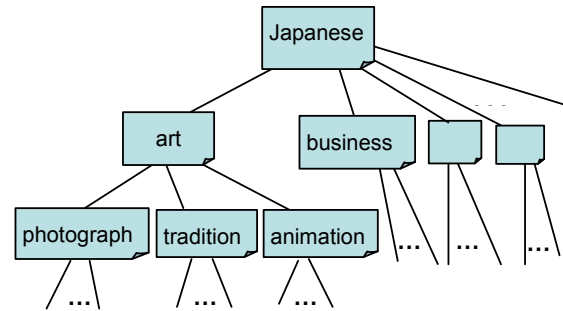 Japanese
. . .
art
business
photograph
tradition
animation
...
...
...
...
...
...